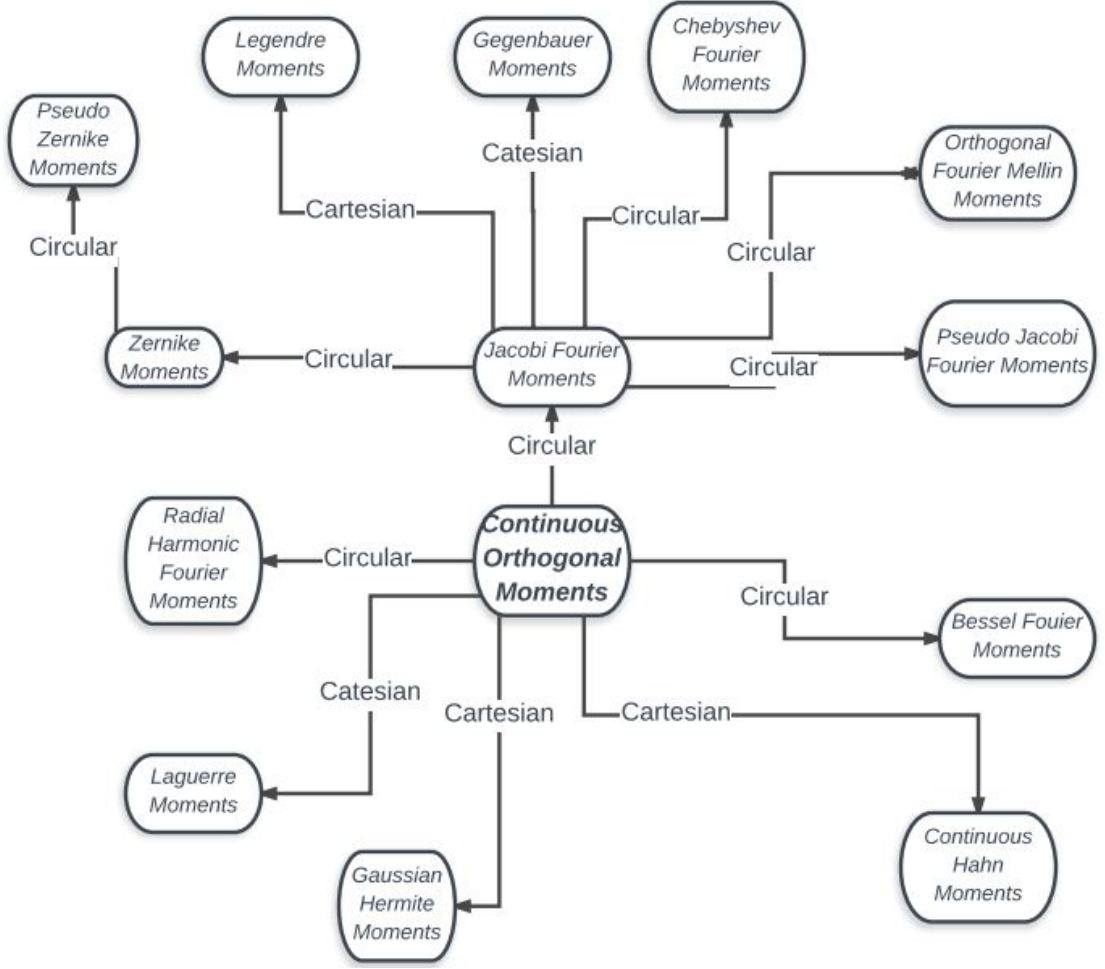 Legendre
Moments
Gegenbauer
Moments
Chebyshev
Fourier
Moments
Pseudo
Zernike
Moments
Orthogonal
Fourier Mellin
Moments
Catesian
Cartesian
Circular
Circular
Circular
Zernike
Moments
Circular
Jacobi Fourier
Moments
Circular
Pseudo Jacobi
Fourier Moments
Circular
Radial
Harmonic
Fourier
Moments
Circular
Continuous
Orthogonal
Moments
Circular
Bessel Fouier
Moments
Catesian
Cartesian
Cartesian
Laguerre
Moments
Gaussian
Hermite
Moments
Continuous
Hahn
Moments